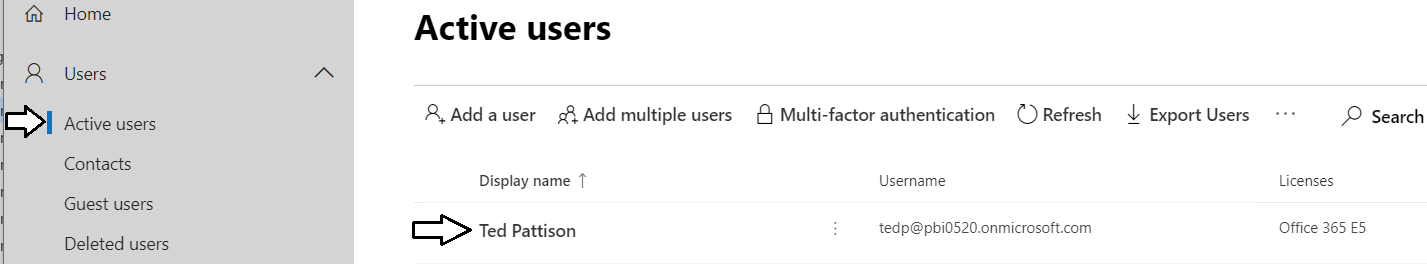 Home
Users
Active users
Contacts
Guest users
Deleted users
Active users
Add a user Add multiple users Multi-factor authentication Refresh Export Users ... Search
Display name ↑ Username Licenses
Ted Pattison tedp@pbi0520.onmicrosoft.com Office 365 E5